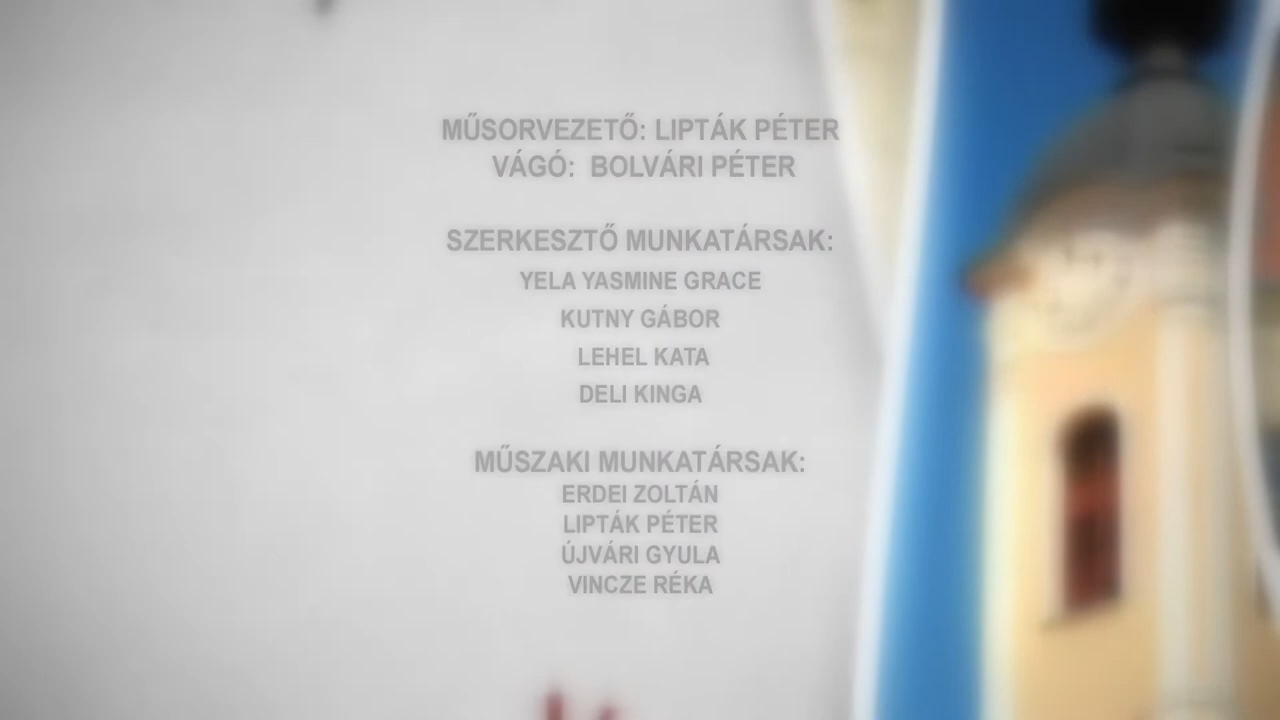 MŰSORVEZETŐ: LIPTÁK PÉTER
VÁGÓ: BOLVÁRI PÉTER
SZERKESZTŐ MUNKATÁRSAK:
YELA YASMINE GRACE
KUTNY GÁBOR
LEHEL KATA
DELI KINGA
MŰSZAKI MUNKATÁRSAK:
ERDEI ZOLTÁN
LIPTÁK PÉTER
ÚJVÁRI GYULA
VINCZE RÉKA